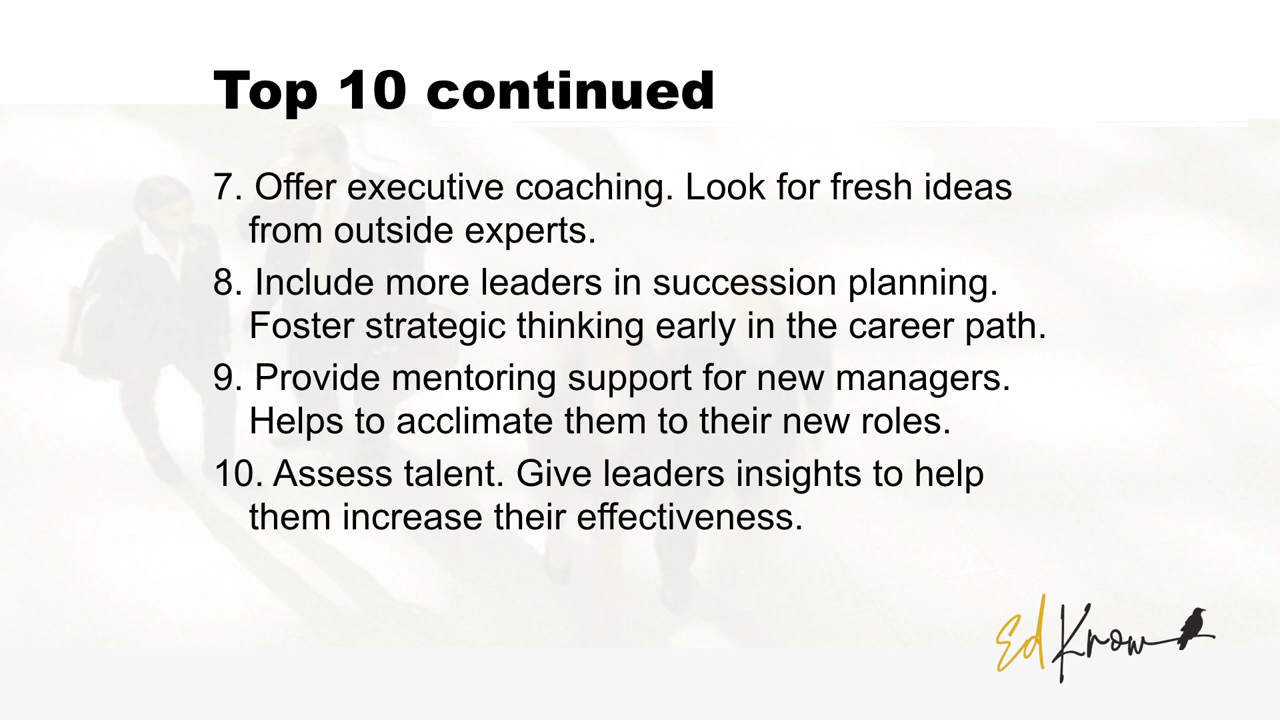 Top 10 continued
7. Offer executive coaching. Look for fresh ideas
from outside experts.
8. Include more leaders in succession planning.
Foster strategic thinking early in the career path.
9. Provide mentoring support for new managers.
Helps to acclimate them to their new roles.
10. Assess talent. Give leaders insights to help
them increase their effectiveness.
Ed Know